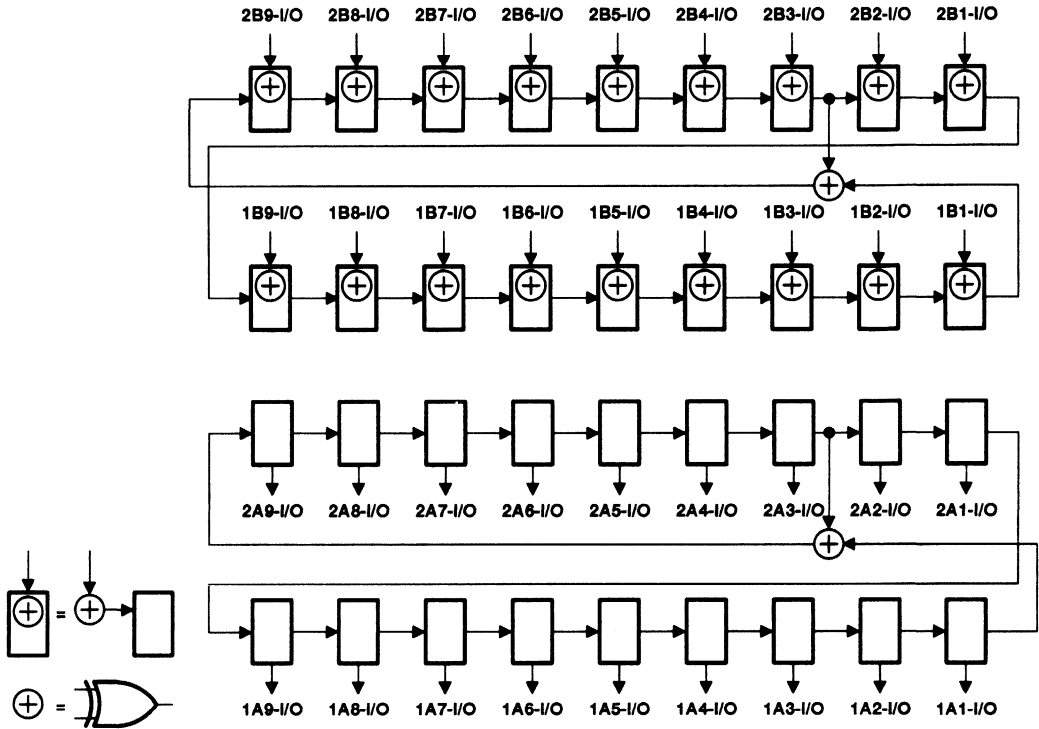 2B9-I/O 2B8-I/O 2B7-I/O 2B6-I/O 2B5-I/O 2B4-I/O 2B3-I/O 2B2-I/O 2B1-I/O
1B9-I/O 1B8-I/O 1B7-I/O 1B6-I/O 1B5-I/O 1B4-I/O 1B3-I/O 1B2-I/O 1B1-I/O
2A9-I/O 2A8-I/O 2A7-I/O 2A6-I/O 2A5-I/O 2A4-I/O 2A3-I/O 2A2-I/O 2A1-I/O
=
=
1A9-I/O 1A8-I/O 1A7-I/O 1A6-I/O 1A5-I/O 1A4-I/O 1A3-I/O 1A2-I/O 1A1-I/O